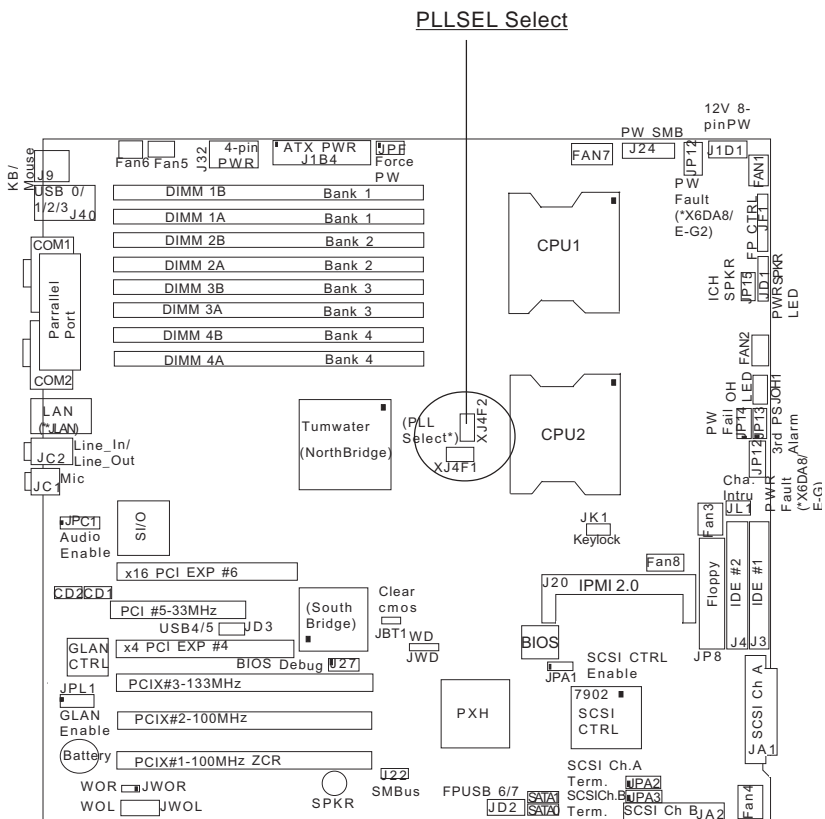 PLLSEL Select
12V 8-
pinPW
PW SMB
KB/
Mouse
J9
Fan6
Fan5
J32
4-pin
PWR
ATX PWR
J1B4
JPF
Force
PW
FAN7
J24
JP12
J1D1
FAN1
PW
Fault
(*X6DA8/
E-G2)
FP CTRL
JF1
USB 0/
1/2/3
J40
DIMM 1B Bank 1
DIMM 1A Bank 1
DIMM 2B Bank 2
DIMM 2A Bank 2
DIMM 3B Bank 3
DIMM 3A Bank 3
DIMM 4B Bank 4
DIMM 4A Bank 4
COM1
Parrallel
Port
COM2
CPU1
ICH
SPKR
JP15
JD1
PWR LED
SPKR
FAN2
LAN
(*JLAN)
JC2
Line_In/
Line_Out
JC1
Mic
Tumwater
(NorthBridge)
(PLL
Select*)
XJ4F2
XJ4F1
CPU2
OH
LED
JOH1
PW
Fail
JP14
JP13
3rd PS
Alarm
JP12
PWR
Fault
(*X6DA8/
E-G)
Cha.
Intru
JL1
JPC1
Audio
Enable
SI/O
JK1
Keylock
Fan3
Fan8
x16 PCI EXP #6
CD2
CD1
PCI #5-33MHz
USB4/5
JD3
(South
Bridge)
Clear
cmos
JBT1
J20
IPMI 2.0
Floppy
IDE #2
IDE #1
JP8
J4
J3
GLAN
CTRL
x4 PCI EXP #4
BIOS Debug
J27
WD
JWD
BIOS
JPA1
SCSI CTRL
Enable
PCIX#3-133MHz
JPL1
GLAN
Enable
PCIX#2-100MHz
PXH
7902
SCSI
CTRL
SCSI Ch A
JA1
Battery
PCIX#1-100MHz ZCR
WOR
JWOR
WOL
JWOL
SPKR
J22
SMBus
FPUSB 6/7
JD2
SATA1
SATA0
SCSI Ch.A
Term.
JPA2
SCSICh.B
Term.
JPA3
SCSI Ch B
JA2
Fan4